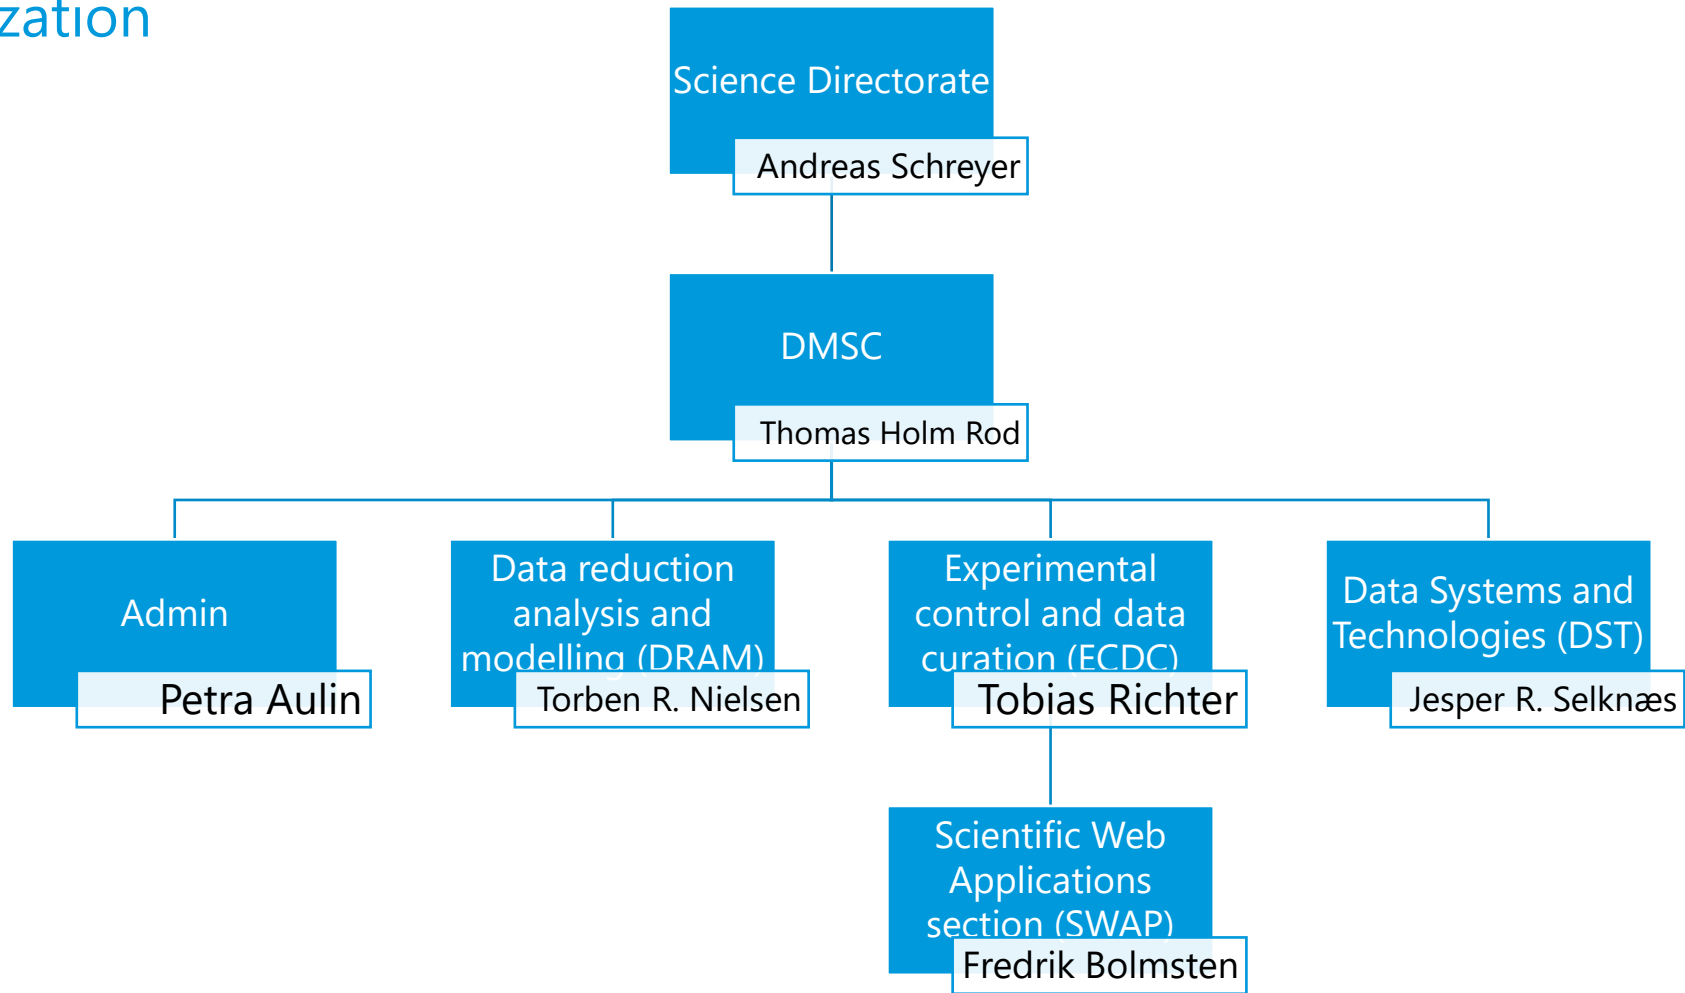 zation
Science Directorate
Andreas Schreyer
DMSC
Thomas Holm Rod
Admin
Petra Aulin
Data reduction
analysis and
modelling (DRAM)
Torben R. Nielsen
Experimental
control and data
curation (ECDC)
Tobias Richter
Data Systems and
Technologies (DST)
Jesper R. Selknæs
Scientific Web
Applications
section (SWAP)
Fredrik Bolmsten